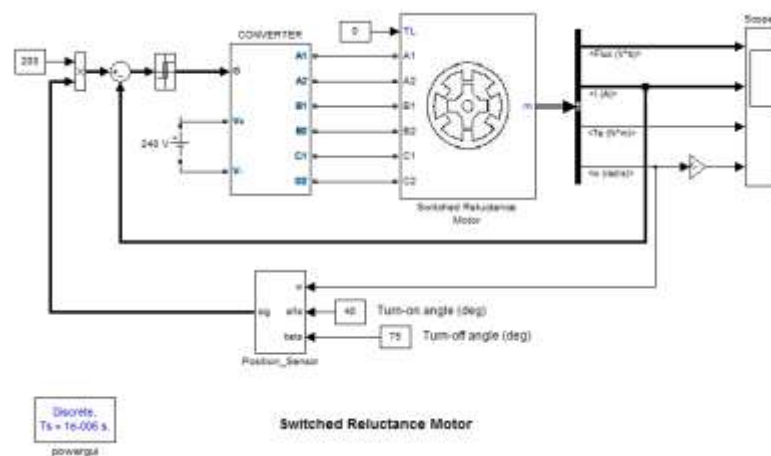 Scope
CONVERTER
0
TL
<Flux (V*s)>
200
A1
A1
G
A2
A2
<I (A)>
B1
B1
m
V+
B2
B2
<Te (N*m)>
240 V
C1
C1
V-
C2
<w (rad/s)>
Switched Reluctance
Motor
w
sig
alfa
40
Turn-on angle (deg)
beta
75
Turn-off angle (deg)
Position_Sensor
Discrete,
Ts = 1e-006 s.
powergui
Switched Reluctance Motor